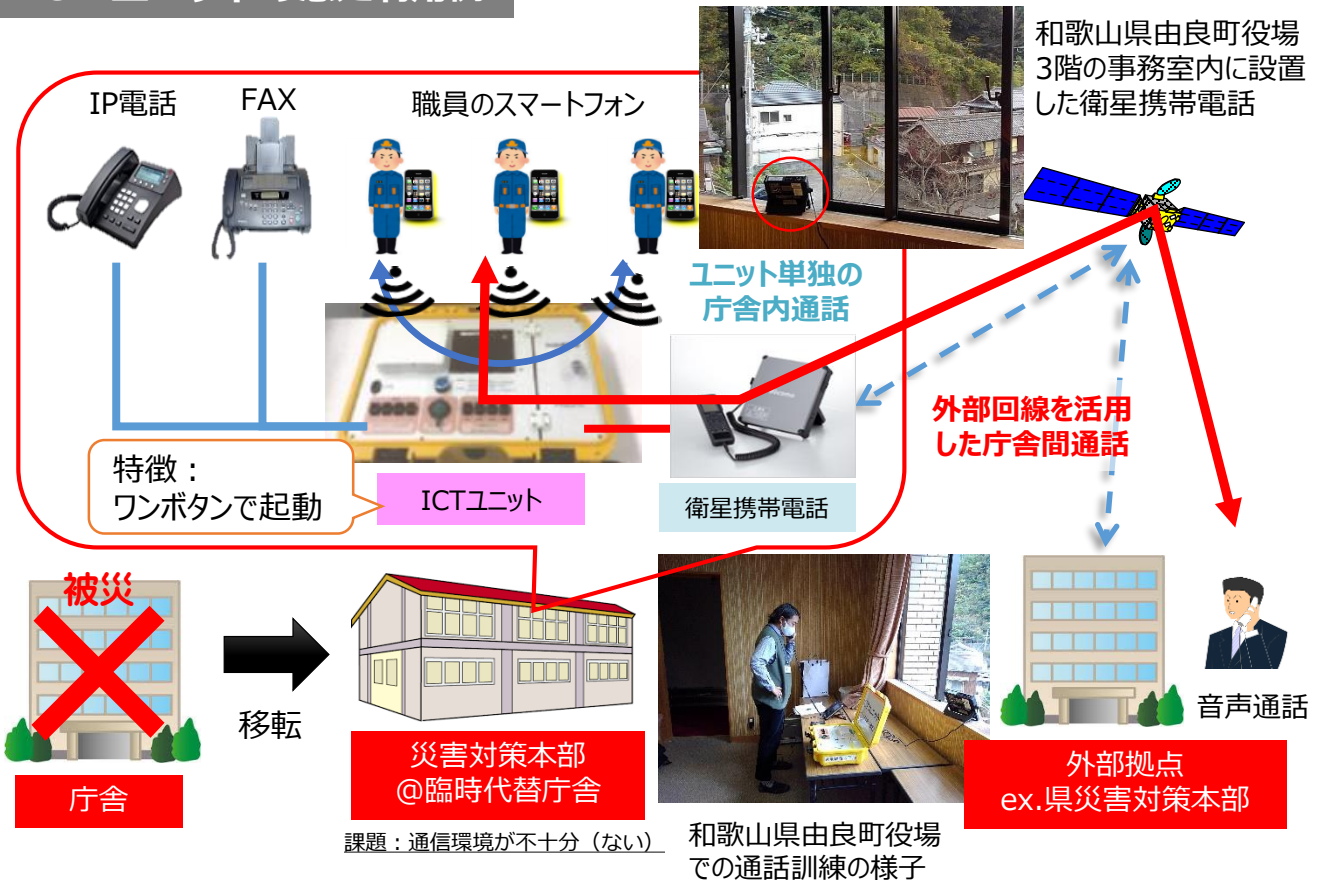 和歌山県由良町役場
3階の事務室内に設置
した衛星携帯電話
IP電話
FAX
職員のスマートフォン
ユニット単独の
庁舎内通話
外部回線を活用
した庁舎間通話
特徴：
ワンボタンで起動
ICTユニット
衛星携帯電話
被災
移転
音声通話
庁舎
災害対策本部
@臨時代替庁舎
外部拠点
ex.県災害対策本部
課題：通信環境が不十分（ない）
和歌山県由良町役場
での通話訓練の様子